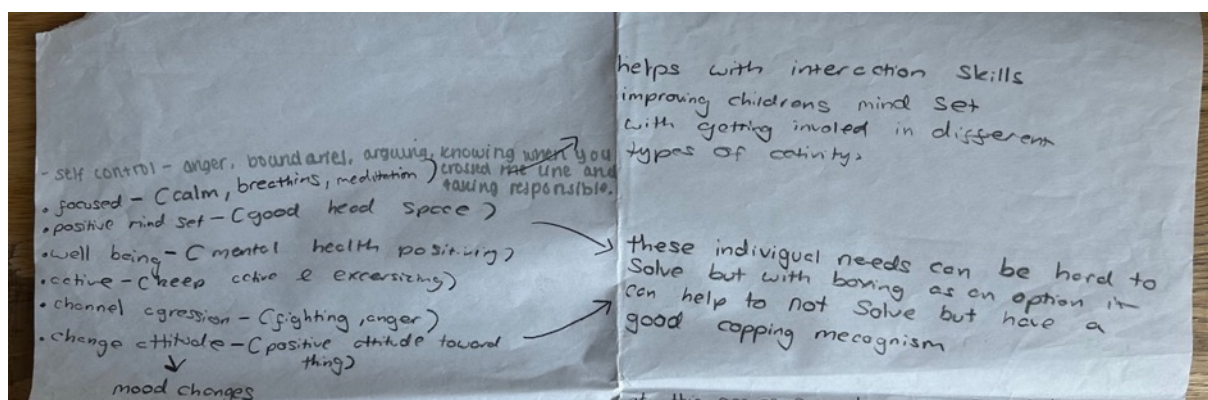 - self control - anger, boundaries, arguing, knowing when you
crossed the line and
taking responsible.
• focused - (calm, breathing, meditation)
• positive mind set - (good head space)
• well being - (mental health positivity)
• active - (keep active & excersizing)
• channel agression - (fighting, anger)
• change attitude - (positive attitude toward
thing)
mood changes
helps with interaction skills
improving childrens mind set
with getting involed in different
types of activity.
these indivigual needs can be hard to
solve but with boxing as an option it
can help to not solve but have a
good copping mecognism